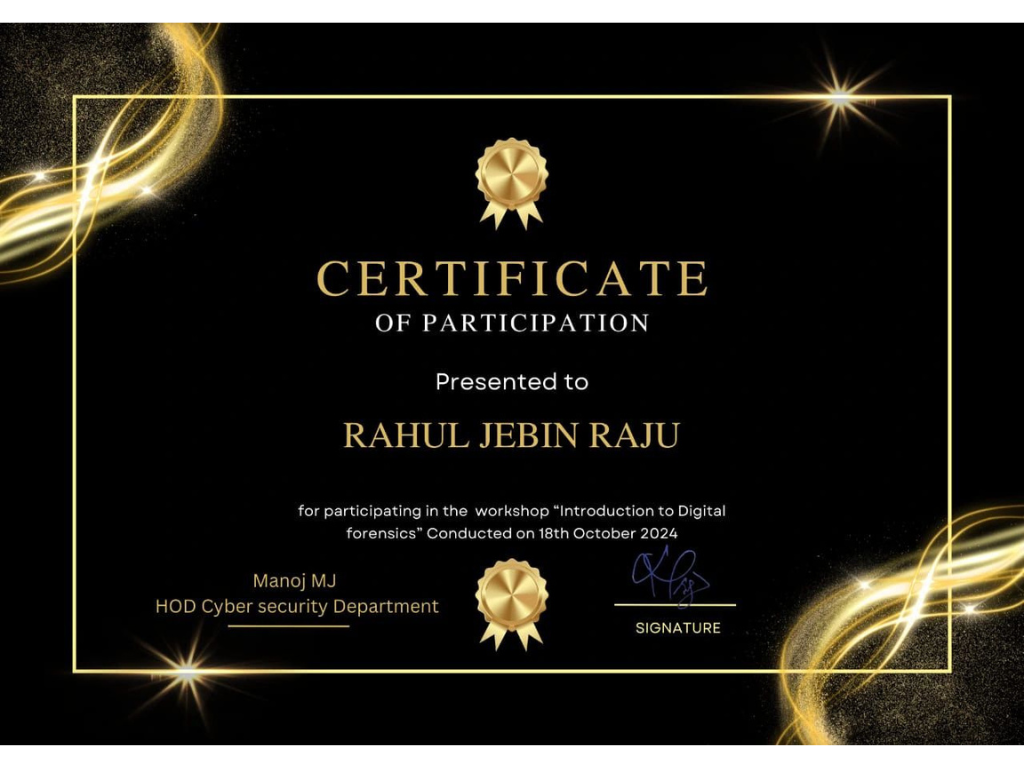 CERTIFICATE
OF PARTICIPATION
Presented to
RAHUL JEBIN RAJU
for participating in the workshop “Introduction to Digital
forensics” Conducted on 18th October 2024
Manoj MJ
HOD Cyber security Department
SIGNATURE